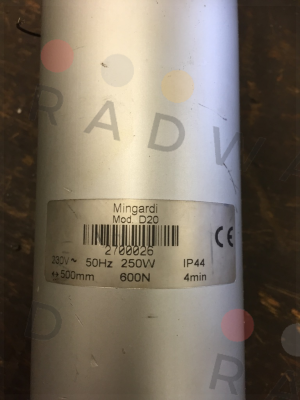 RADV
Mingardi
Mod. D20
2700026
230V~ 50Hz 250W IP44
↔500mm 600N 4min
CE